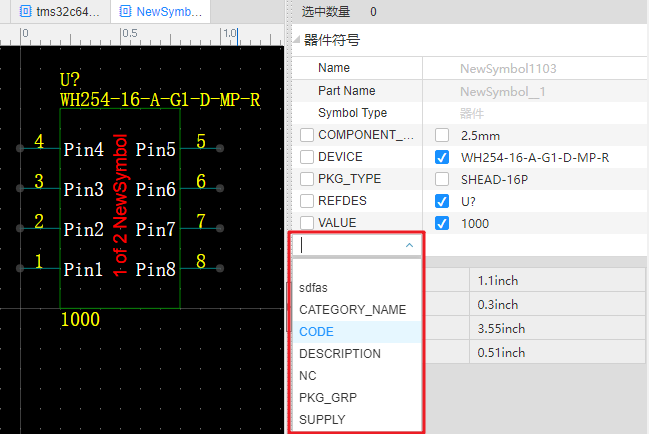 tms32c64...
NewSymbol...
选中数量 0
0
0.5
1.0
器件符号
Name NewSymbol1103
Part Name NewSymbol__1
Symbol Type 器件
COMPONENT_... 2.5mm
DEVICE WH254-16-A-G1-D-MP-R
PKG_TYPE SHEAD-16P
REFDES U?
VALUE 1000
U?
WH254-16-A-G1-D-MP-R
4 Pin4 Pin5 5
3 Pin3 Pin6 6
2 Pin2 Pin7 7
1 Pin1 Pin8 8
1 of 2 NewSymbol
1000
sdfas
CATEGORY_NAME
CODE
DESCRIPTION
NC
PKG_GRP
SUPPLY
1.1inch
0.3inch
3.55inch
0.51inch